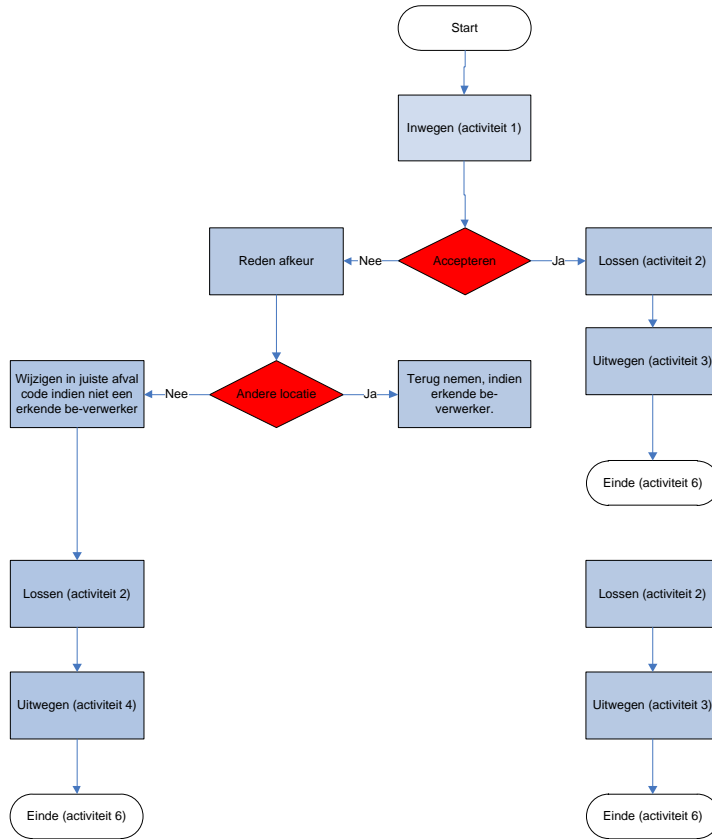 Start
Inwegen (activiteit 1)
Reden afkeur
Nee
Accepteren
Ja
Lossen (activiteit 2)
Uitwegen (activiteit 3)
Wijzigen in juiste afval
code indien niet een
erkende be-verwerker
Nee
Andere locatie
Ja
Terug nemen, indien
erkende be-
verwerker.
Einde (activiteit 6)
Lossen (activiteit 2)
Lossen (activiteit 2)
Uitwegen (activiteit 4)
Uitwegen (activiteit 3)
Einde (activiteit 6)
Einde (activiteit 6)